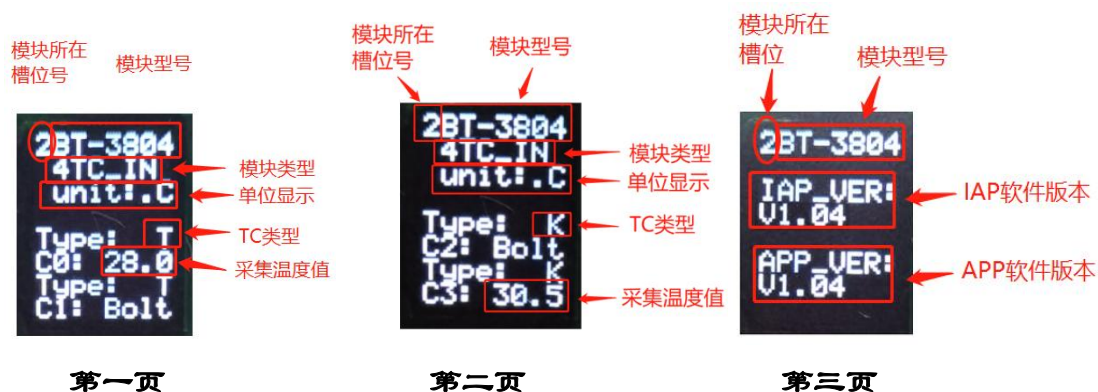 模块所在
槽位号
模块型号
2BT-3804
4TC_IN
unit:.C
Type: T
C0: 28.0
Type: T
C1: Bolt
模块类型
单位显示
TC类型
采集温度值
第一页
模块所在
槽位号
模块型号
2BT-3804
4TC_IN
unit:.C
Type: K
C2: Bolt
Type: K
C3: 30.5
模块类型
单位显示
TC类型
采集温度值
第二页
模块所在
槽位
模块型号
2BT-3804
IAP_VER:
V1.04
APP_VER:
V1.04
IAP软件版本
APP软件版本
第三页